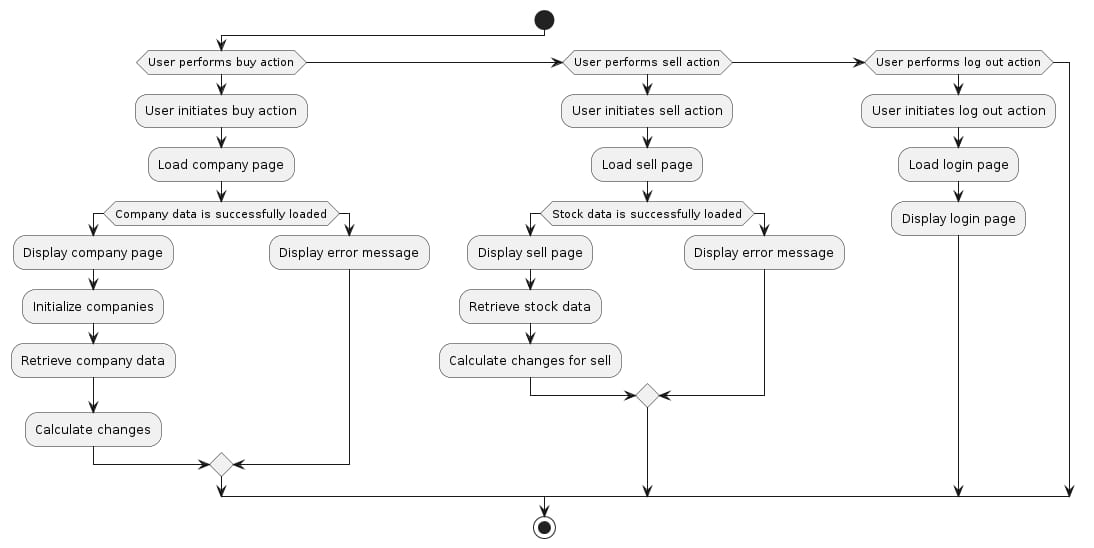 User performs buy action
User performs sell action
User performs log out action
User initiates buy action
User initiates sell action
User initiates log out action
Load company page
Load sell page
Load login page
Company data is successfully loaded
Stock data is successfully loaded
Display login page
Display company page
Display error message
Display sell page
Display error message
Initialize companies
Retrieve stock data
Retrieve company data
Calculate changes for sell
Calculate changes